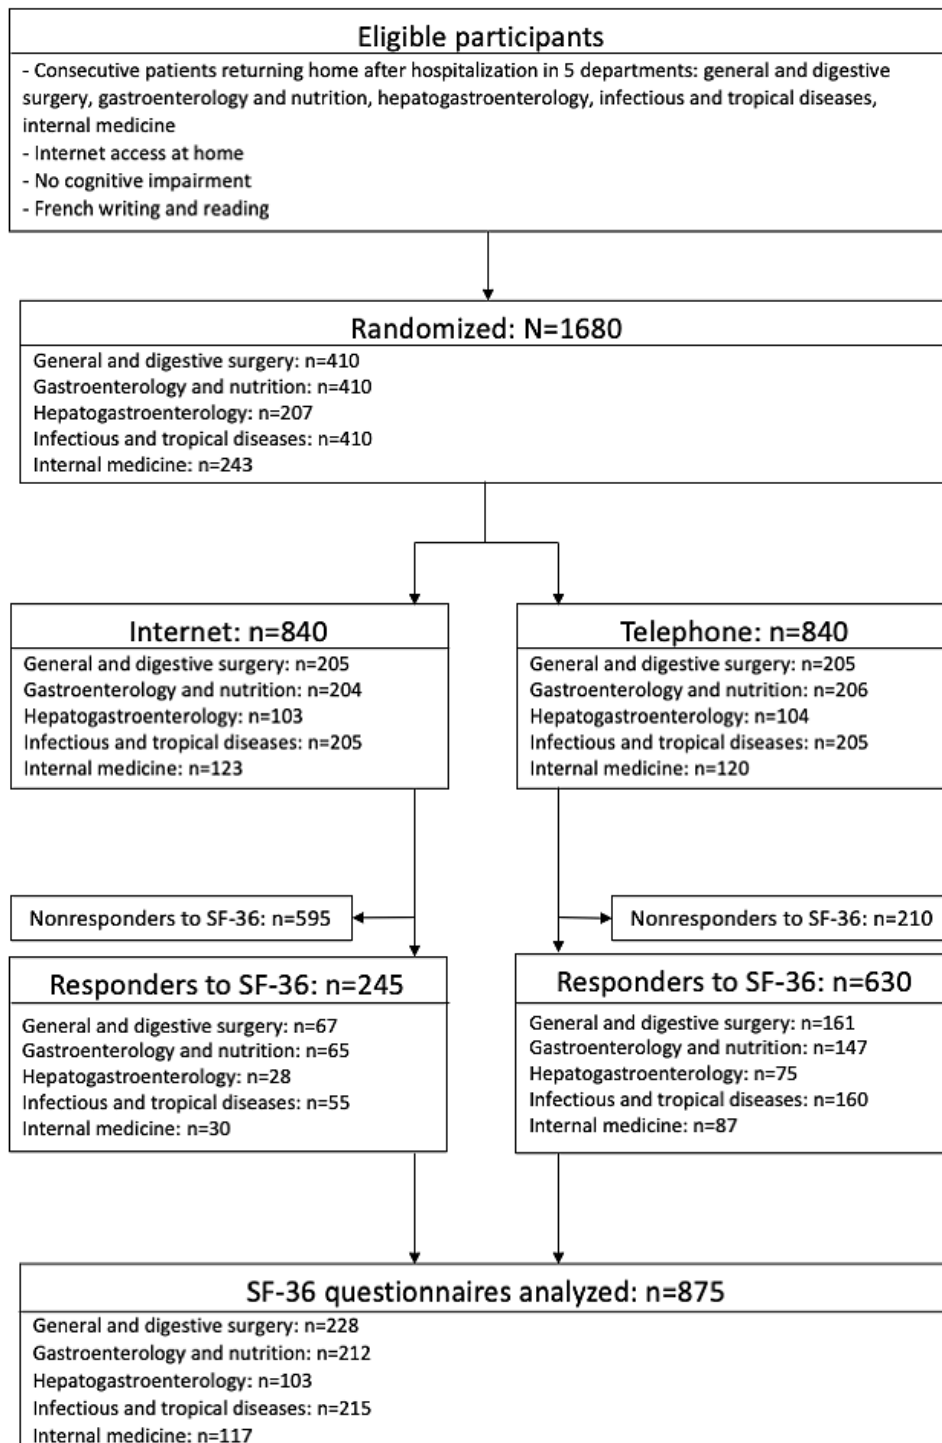 Eligible participants
- Consecutive patients returning home after hospitalization in 5 departments: general and digestive
surgery, gastroenterology and nutrition, hepatogastroenterology, infectious and tropical diseases,
internal medicine
- Internet access at home
- No cognitive impairment
- French writing and reading
Randomized: N=1680
General and digestive surgery: n=410
Gastroenterology and nutrition: n=410
Hepatogastroenterology: n=207
Infectious and tropical diseases: n=410
Internal medicine: n=243
Internet: n=840
General and digestive surgery: n=205
Gastroenterology and nutrition: n=204
Hepatogastroenterology: n=103
Infectious and tropical diseases: n=205
Internal medicine: n=123
Telephone: n=840
General and digestive surgery: n=205
Gastroenterology and nutrition: n=206
Hepatogastroenterology: n=104
Infectious and tropical diseases: n=205
Internal medicine: n=120
Nonresponders to SF-36: n=595
Nonresponders to SF-36: n=210
Responders to SF-36: n=245
General and digestive surgery: n=67
Gastroenterology and nutrition: n=65
Hepatogastroenterology: n=28
Infectious and tropical diseases: n=55
Internal medicine: n=30
Responders to SF-36: n=630
General and digestive surgery: n=161
Gastroenterology and nutrition: n=147
Hepatogastroenterology: n=75
Infectious and tropical diseases: n=160
Internal medicine: n=87
SF-36 questionnaires analyzed: n=875
General and digestive surgery: n=228
Gastroenterology and nutrition: n=212
Hepatogastroenterology: n=103
Infectious and tropical diseases: n=215
Internal medicine: n=117